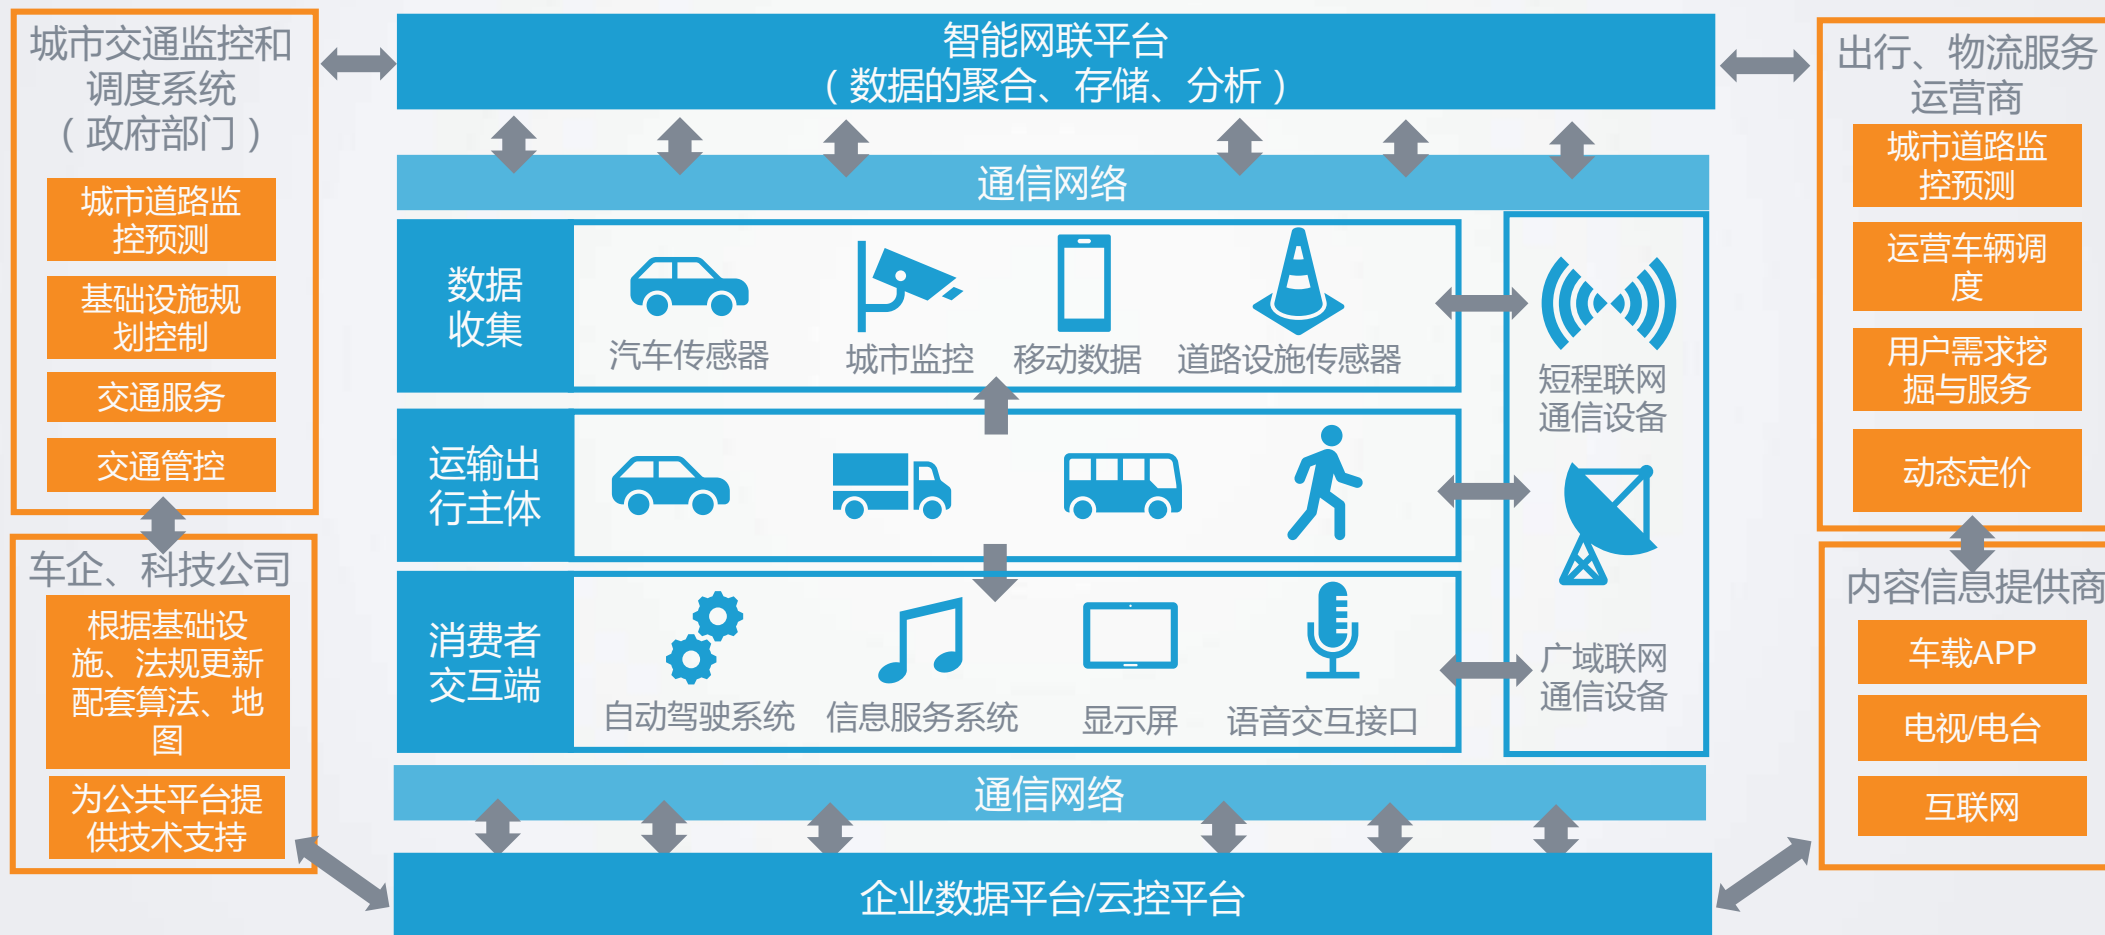 城市交通监控和
调度系统
（政府部门）
城市道路监
控预测
基础设施规
划控制
交通服务
交通管控
车企、科技公司
根据基础设
施、法规更新
配套算法、地
图
为公共平台提
供技术支持
智能网联平台
（数据的聚合、存储、分析）
通信网络
数据
收集
汽车传感器
城市监控
移动数据
道路设施传感器
运输出
行主体
消费者
交互端
自动驾驶系统
信息服务系统
显示屏
语音交互接口
短程联网
通信设备
广域联网
通信设备
通信网络
企业数据平台/云控平台
出行、物流服务
运营商
城市道路监
控预测
运营车辆调
度
用户需求挖
掘与服务
动态定价
内容信息提供商
车载APP
电视/电台
互联网